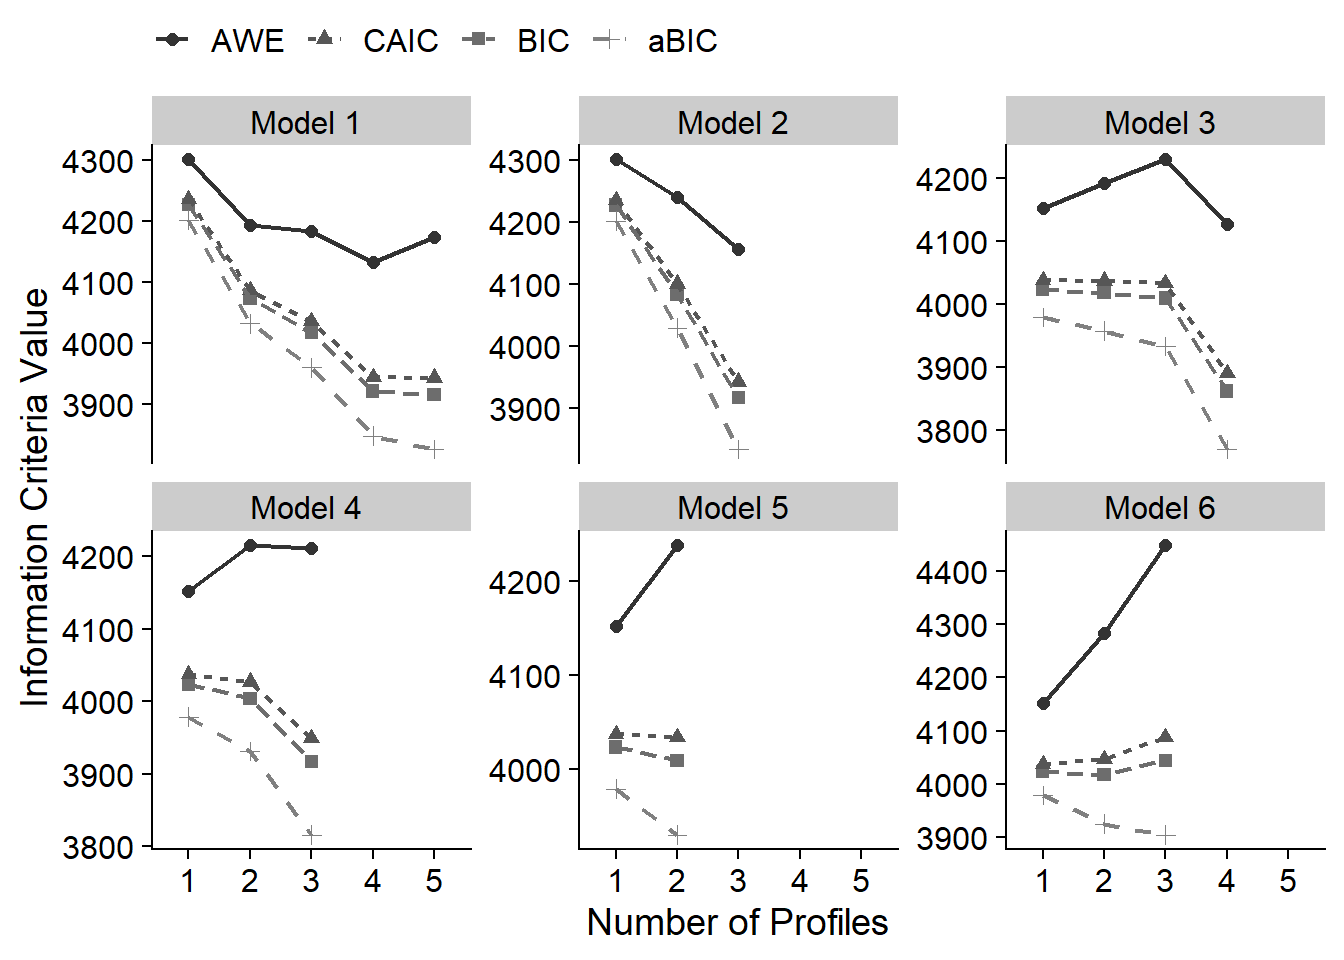 AWE CAIC BIC aBIC
Model 1 Model 2 Model 3
4300 4200 4100 4000 3900
4300 4200 4100 4000 3900
4200 4100 4000 3900 3800
Information Criteria Value
Model 4 Model 5 Model 6
4200 4100 4000 3900 3800
4200 4100 4000
4400 4300 4200 4100 4000 3900
1 2 3 4 5 1 2 3 4 5 1 2 3 4 5
Number of Profiles